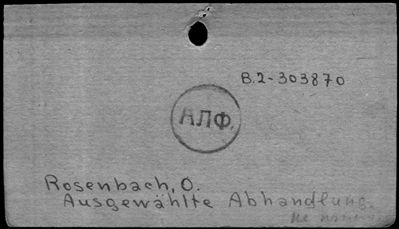 B.2-303870
АЛФ.
Rosenbach, O.
Ausgewählte Abhandlung.